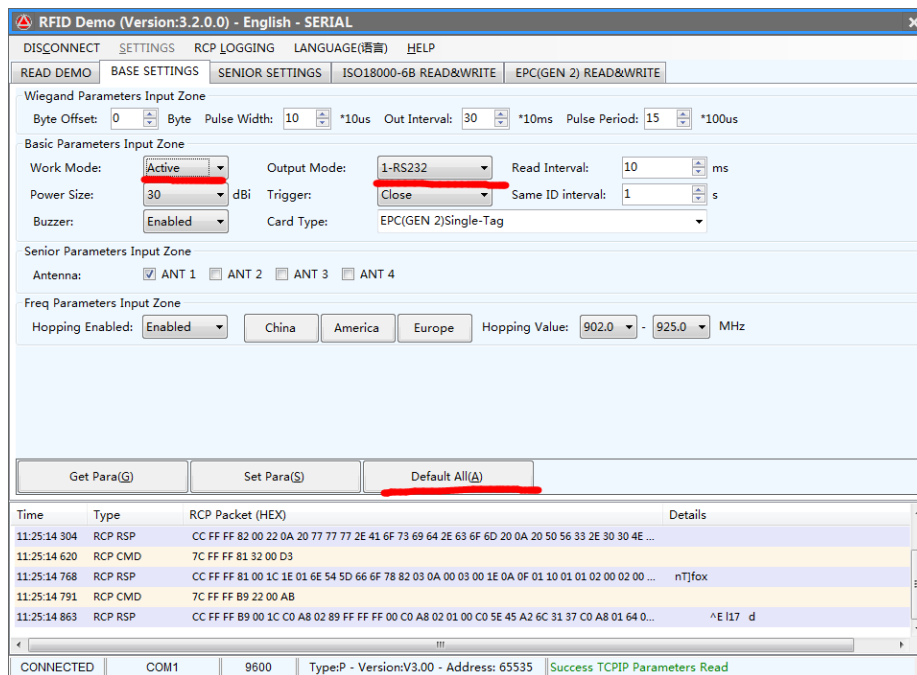 RFID Demo (Version:3.2.0.0) - English - SERIAL
DISCONNECT SETTINGS RCP LOGGING LANGUAGE(语言) HELP
READ DEMO BASE SETTINGS SENIOR SETTINGS ISO18000-6B READ&WRITE EPC(GEN 2) READ&WRITE
Wiegand Parameters Input Zone
Byte Offset: 0 Byte Pulse Width: 10 *10us Out Interval: 30 *10ms Pulse Period: 15 *100us
Basic Parameters Input Zone
Work Mode: Active Output Mode: 1-RS232 Read Interval: 10 ms
Power Size: 30 dBi Trigger: Close Same ID interval: 1 s
Buzzer: Enabled Card Type: EPC(GEN 2)Single-Tag
Senior Parameters Input Zone
Antenna: ANT 1 ANT 2 ANT 3 ANT 4
Freq Parameters Input Zone
Hopping Enabled: Enabled China America Europe Hopping Value: 902.0 - 925.0 MHz
Get Para(G) Set Para(S) Default All(A)
Time Type RCP Packet (HEX) Details
11:25:14 304 RCP RSP CC FF FF 82 00 22 0A 20 77 77 77 2E 41 6F 73 69 64 2E 63 6F 6D 20 0A 20 50 56 33 2E 30 30 4E ...
11:25:14 620 RCP CMD 7C FF FF 81 32 00 D3
11:25:14 768 RCP RSP CC FF FF 81 00 1C 1E 01 6E 54 5D 66 6F 78 82 03 0A 00 03 00 1E 0A 0F 01 10 01 01 02 00 02 00 ... nT]fox
11:25:14 791 RCP CMD 7C FF FF B9 22 00 AB
11:25:14 863 RCP RSP CC FF FF B9 00 1C C0 A8 02 89 FF FF FF 00 C0 A8 02 01 00 C0 5E 45 A2 6C 31 37 C0 A8 01 64 0... ^E l17 d
CONNECTED COM1 9600 Type:P - Version:V3.00 - Address: 65535 Success TCPIP Parameters Read